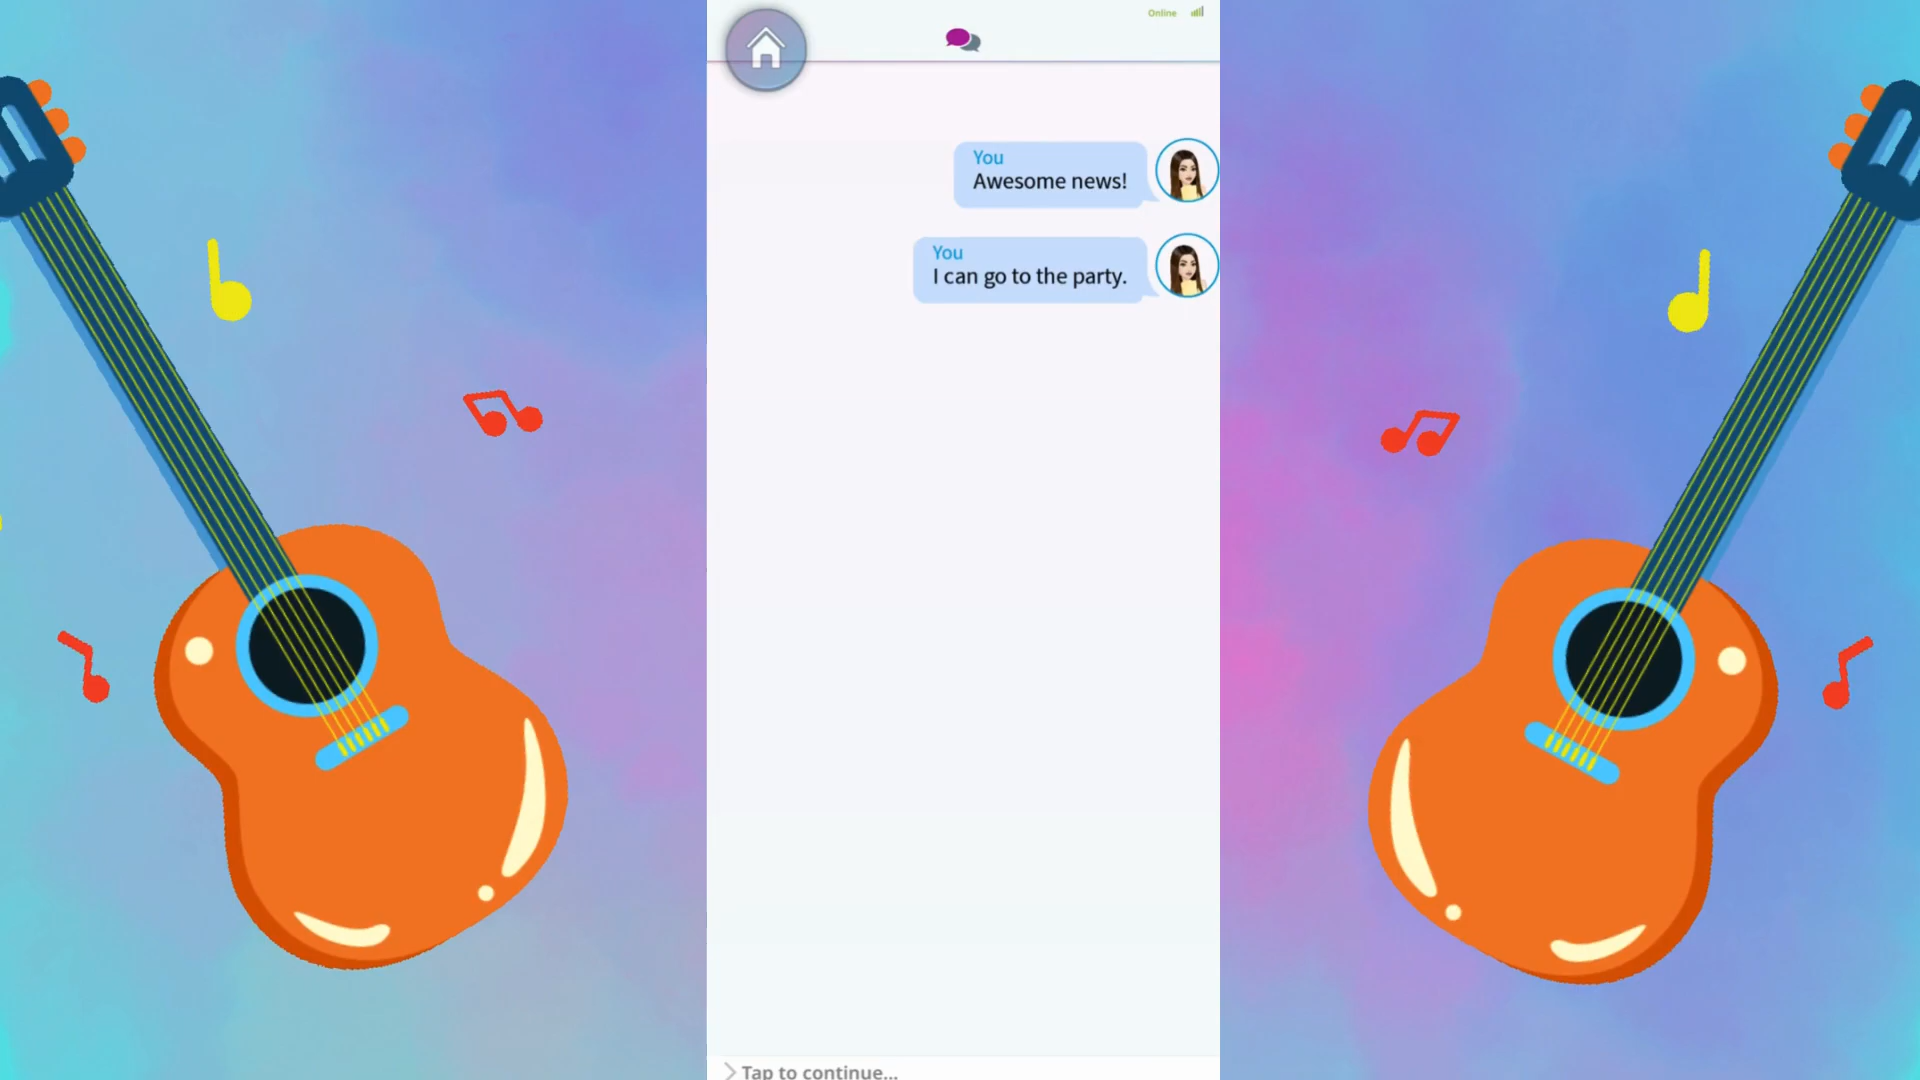 Online
You
Awesome news!
You
I can go to the party.
Tap to continue...